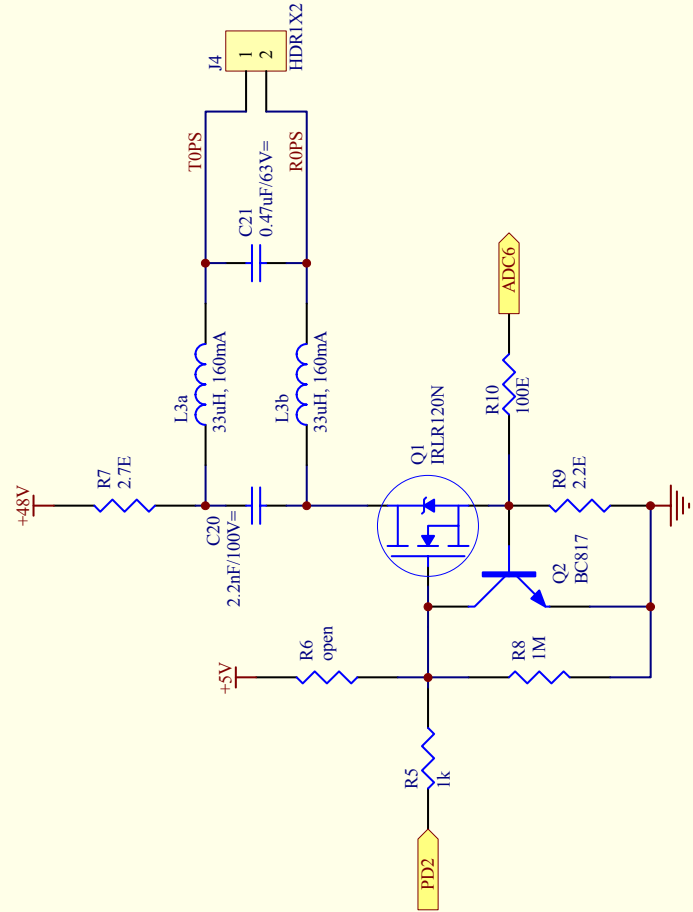 J4
1
2
HDR1X2
T0PS
R0PS
C21
0.47uF/63V=
L3a
33uH, 160mA
L3b
33uH, 160mA
ADC6
R10
100E
+48V
R7
2.7E
C20
2.2nF/100V=
Q1
IRLR120N
R9
2.2E
Q2
BC817
+5V
R6
open
R8
1M
R5
1k
PD2